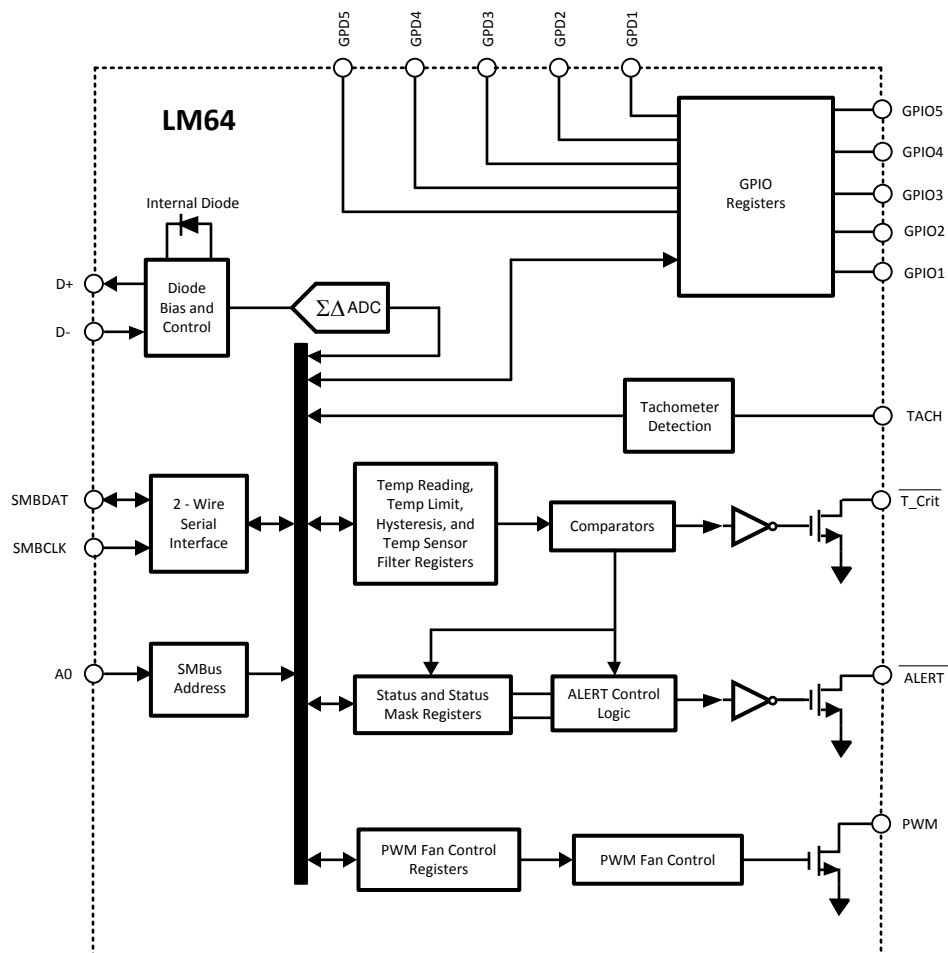 GPD5
GPD4
GPD3
GPD2
GPD1
LM64
GPIO5
GPIO4
GPIO3
GPIO2
GPIO1
GPIO
Registers
Internal Diode
D+
D-
Diode
Bias and
Control
ΣΔ ADC
Tachometer
Detection
TACH
SMBDAT
SMBCLK
2 - Wire
Serial
Interface
Temp Reading,
Temp Limit,
Hysteresis, and
Temp Sensor
Filter Registers
Comparators
T_Crit
A0
SMBus
Address
Status and Status
Mask Registers
ALERT Control
Logic
ALERT
PWM Fan Control
Registers
PWM Fan Control
PWM